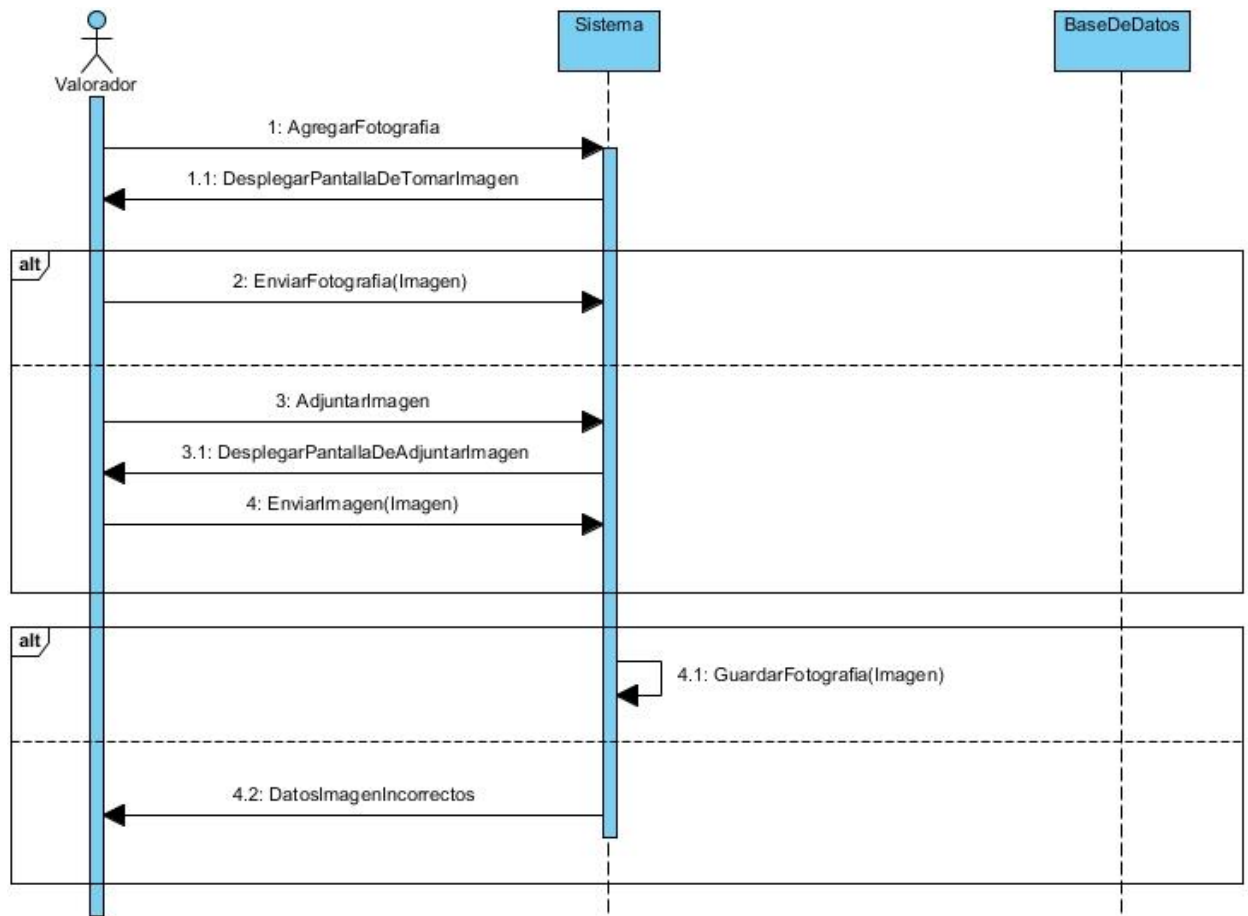 Sistema
BaseDeDatos
Valorador
1: AgregarFotografia
1.1: DesplegarPantallaDeTomarImagen
alt
2: EnviarFotografia(Imagen)
3: AdjuntarImagen
3.1: DesplegarPantallaDeAdjuntarImagen
4: EnviarImagen(Imagen)
alt
4.1: GuardarFotografia(Imagen)
4.2: DatosImagenIncorrectos